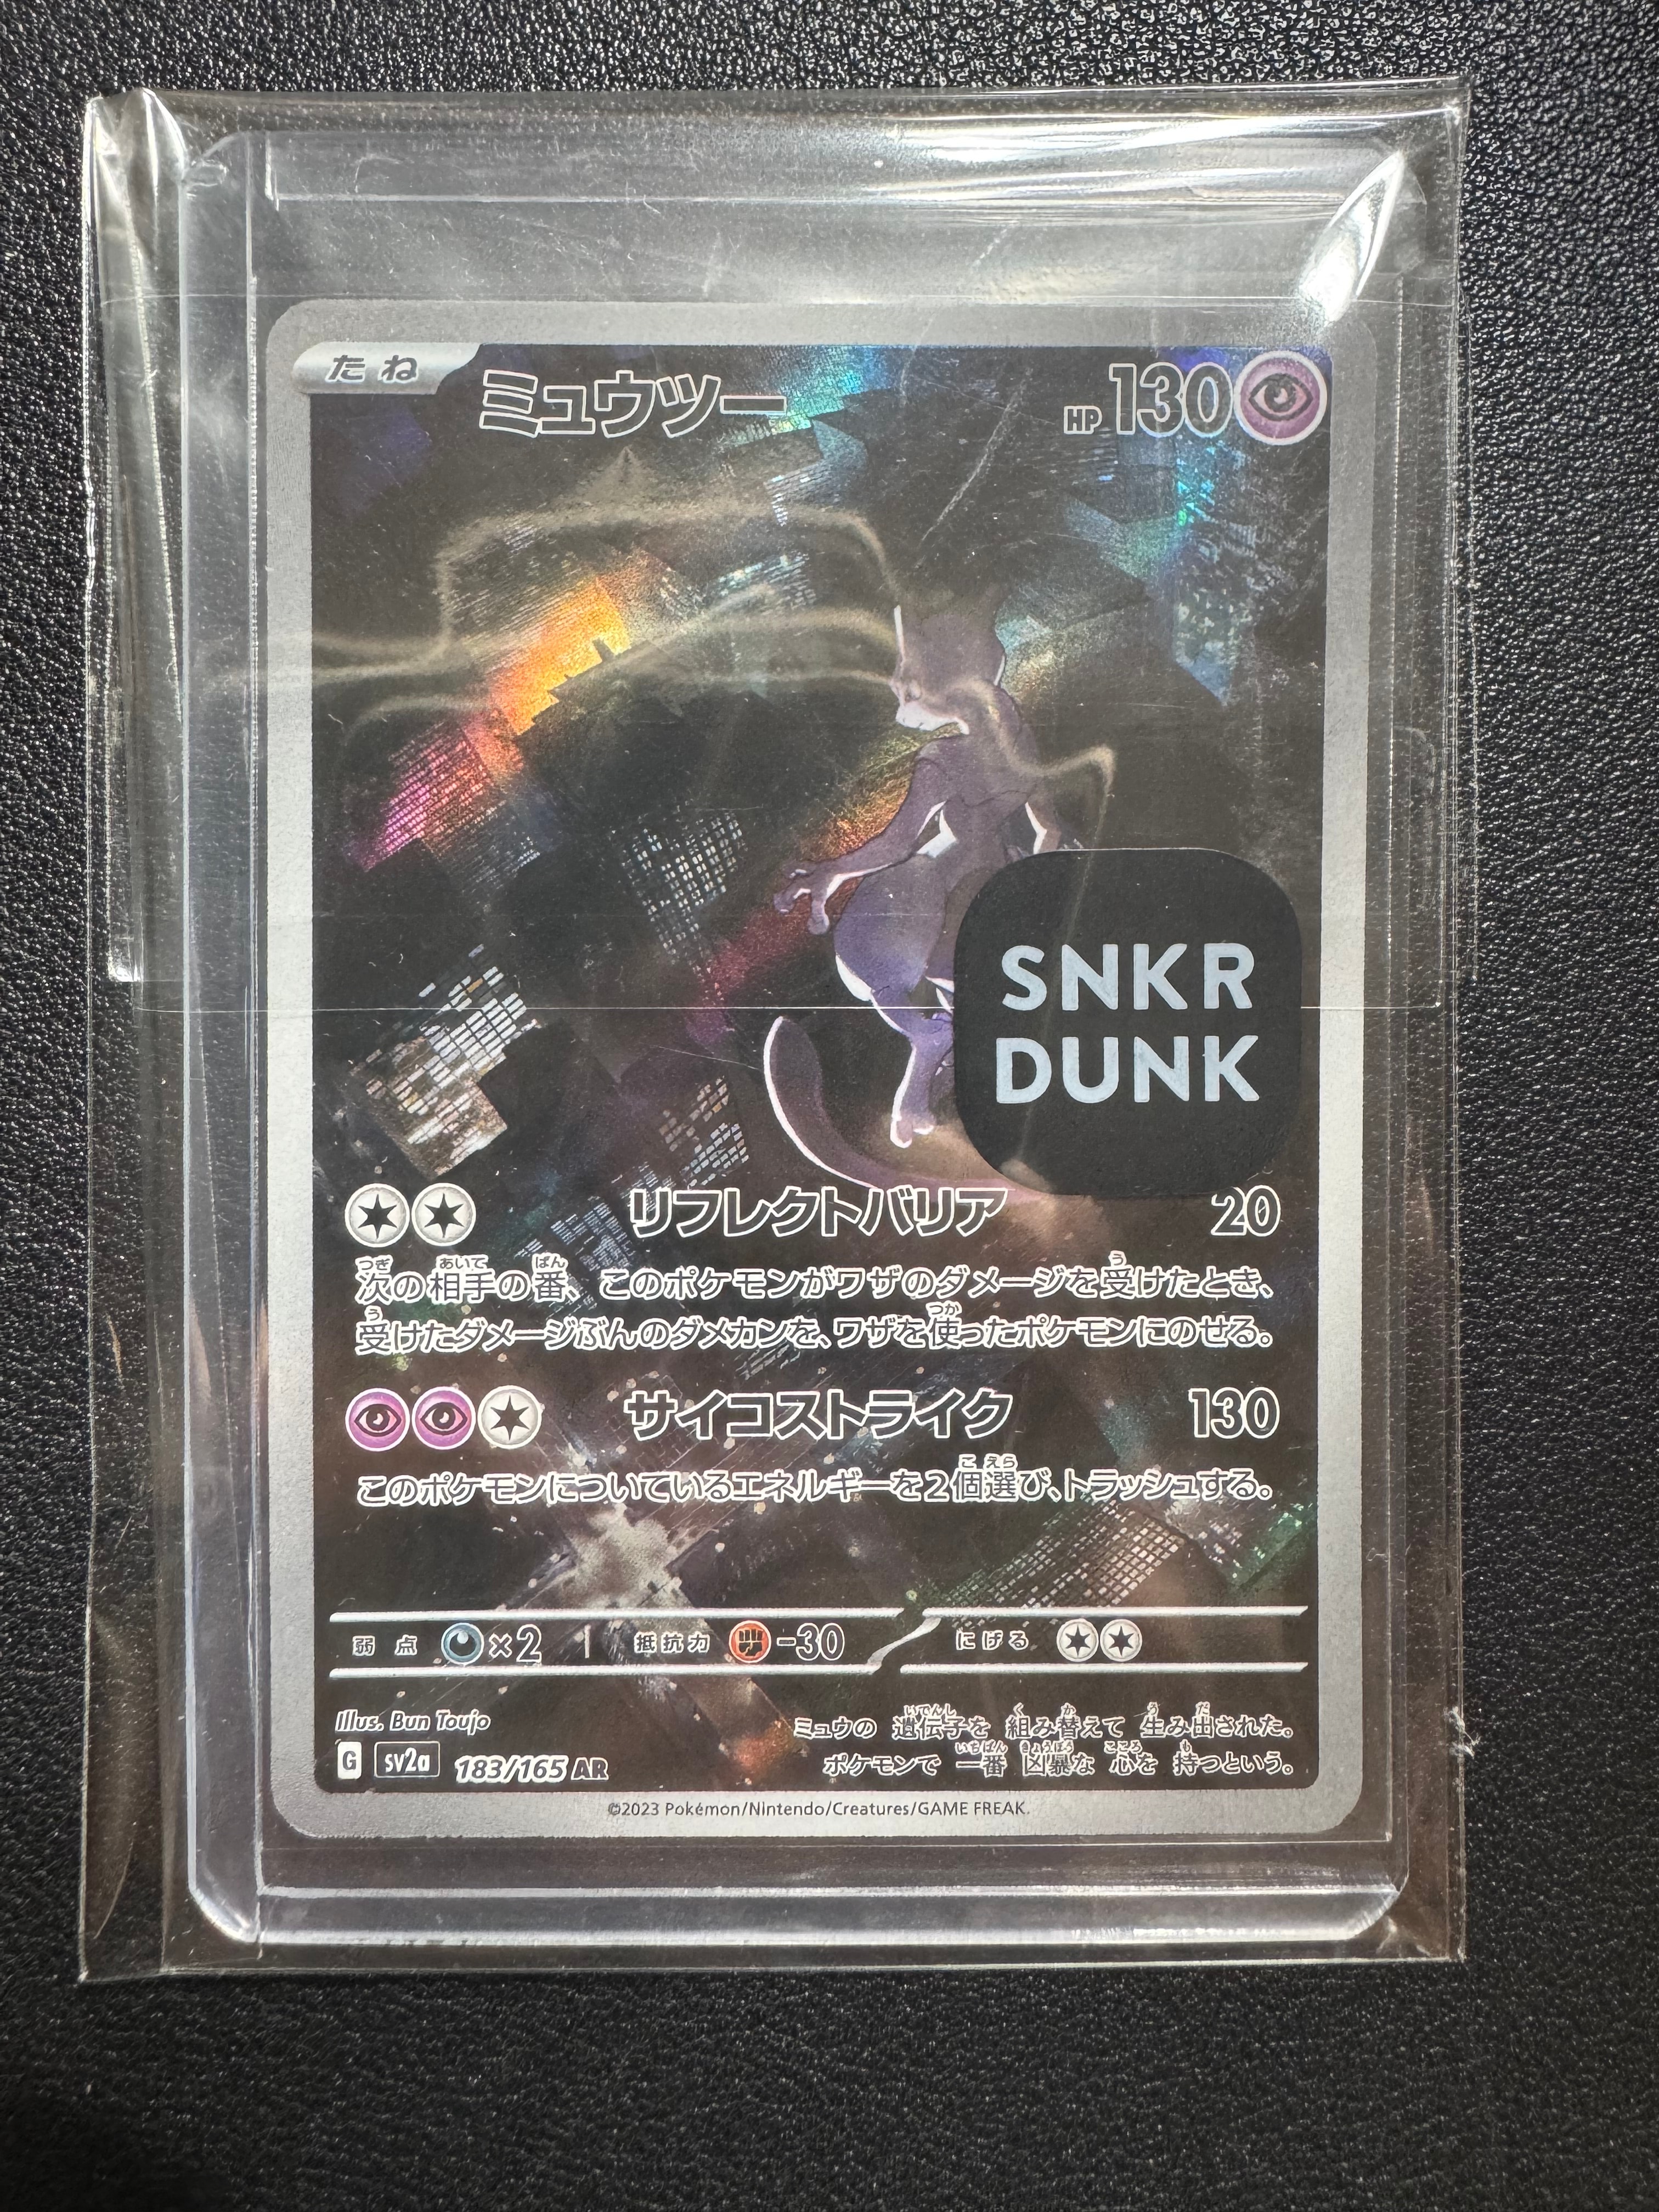 たね ミュウツー HP 130
SNKR
DUNK
リフレクトバリア 20
次の相手の番、このポケモンがワザのダメージを受けたとき、
受けたダメージぶんのダメカンを、ワザを使ったポケモンにのせる。
サイコストライク 130
このポケモンについているエネルギーを2個選び、トラッシュする。
弱点 ×2 抵抗力 -30 にげる
Illus. Bun Toujo
G sv2a 183/165 AR
ミュウの 遺伝子を 組み替えて 生み出された。
ポケモンで 一番 凶暴な 心を 持つという。
©2023 Pokémon/Nintendo/Creatures/GAME FREAK.